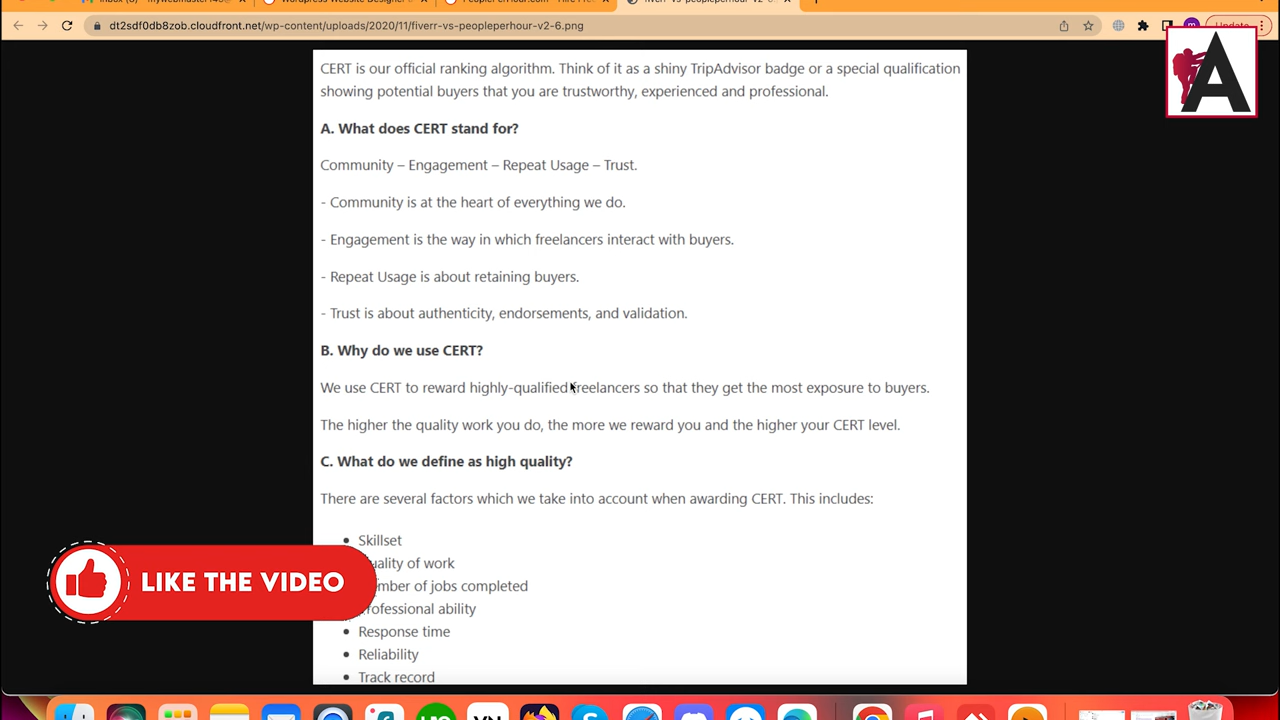 dt2sdf0db8zob.cloudfront.net/wp-content/uploads/2020/11/fiverr-vs-peopleperhour-v2-6.png
Update
A
CERT is our official ranking algorithm. Think of it as a shiny TripAdvisor badge or a special qualification
showing potential buyers that you are trustworthy, experienced and professional.
A. What does CERT stand for?
Community – Engagement – Repeat Usage – Trust.
- Community is at the heart of everything we do.
- Engagement is the way in which freelancers interact with buyers.
- Repeat Usage is about retaining buyers.
- Trust is about authenticity, endorsements, and validation.
B. Why do we use CERT?
We use CERT to reward highly-qualified freelancers so that they get the most exposure to buyers.
The higher the quality work you do, the more we reward you and the higher your CERT level.
C. What do we define as high quality?
There are several factors which we take into account when awarding CERT. This includes:
• Skillset
uality of work
mber of jobs completed
rofessional ability
• Response time
• Reliability
• Track record
LIKE THE VIDEO